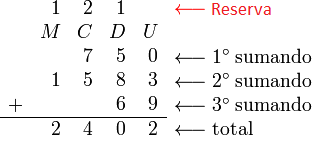 1 2 1 ⟵ Reserva
M C D U
7 5 0 ⟵ 1° sumando
1 5 8 3 ⟵ 2° sumando
+ 6 9 ⟵ 3° sumando
2 4 0 2 ⟵ total